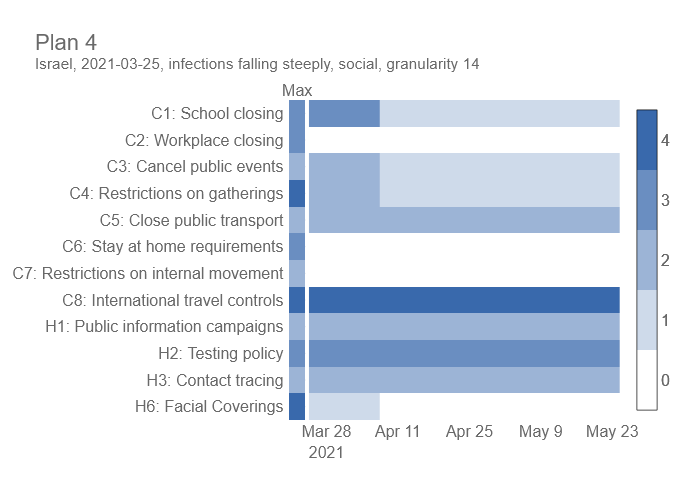 Plan 4
Israel, 2021-03-25, infections falling steeply, social, granularity 14
Max
C1: School closing
C2: Workplace closing
C3: Cancel public events
C4: Restrictions on gatherings
C5: Close public transport
C6: Stay at home requirements
C7: Restrictions on internal movement
C8: International travel controls
H1: Public information campaigns
H2: Testing policy
H3: Contact tracing
H6: Facial Coverings
Mar 28 Apr 11 Apr 25 May 9 May 23
2021
4
3
2
1
0